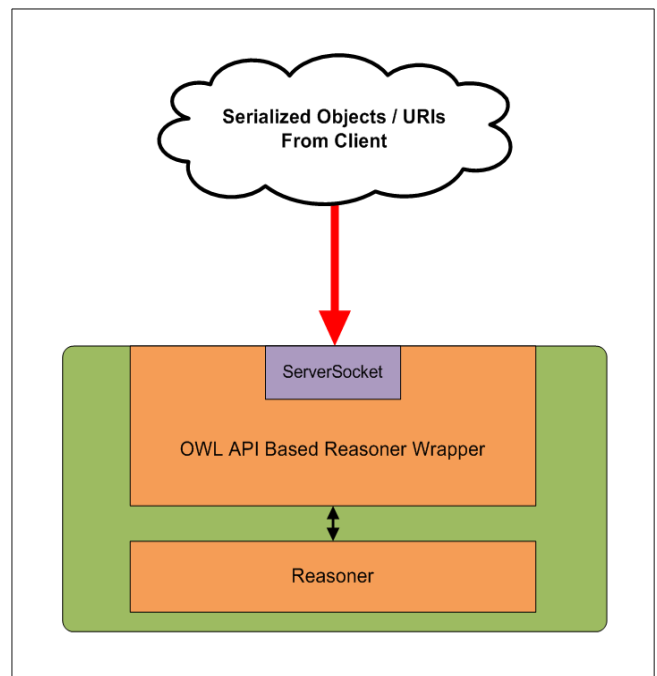 Serialized Objects / URIs
From Client
ServerSocket
OWL API Based Reasoner Wrapper
Reasoner